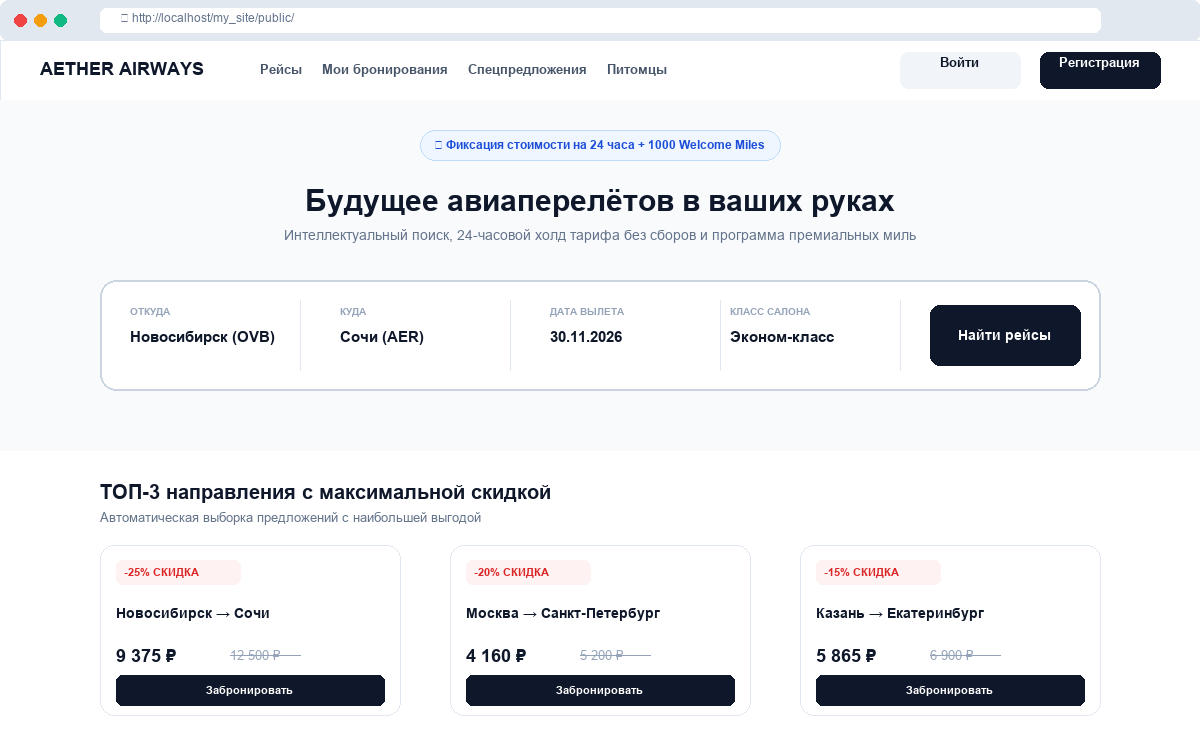 http://localhost/my_site/public/
AETHER AIRWAYS Рейсы Мои бронирования Спецпредложения Питомцы Войти Регистрация
Фиксация стоимости на 24 часа + 1000 Welcome Miles
Будущее авиаперелётов в ваших руках
Интеллектуальный поиск, 24-часовой холд тарифа без сборов и программа премиальных миль
ОТКУДА КУДА ДАТА ВЫЛЕТА КЛАСС САЛОНА
Новосибирск (OVB) Сочи (AER) 30.11.2026 Эконом-класс Найти рейсы
ТОП-3 направления с максимальной скидкой
Автоматическая выборка предложений с наибольшей выгодой
-25% СКИДКА -20% СКИДКА -15% СКИДКА
Новосибирск → Сочи Москва → Санкт-Петербург Казань → Екатеринбург
9 375 ₽ 12 500 ₽ 4 160 ₽ 5 200 ₽ 5 865 ₽ 6 900 ₽
Забронировать Забронировать Забронировать